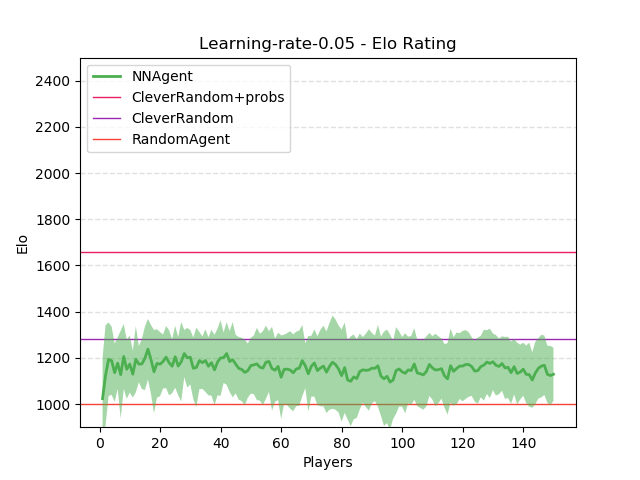 Learning-rate-0.05 - Elo Rating
NNAgent
CleverRandom+probs
CleverRandom
RandomAgent
2400
2200
2000
1800
1600
1400
1200
1000
Elo
0 20 40 60 80 100 120 140
Players